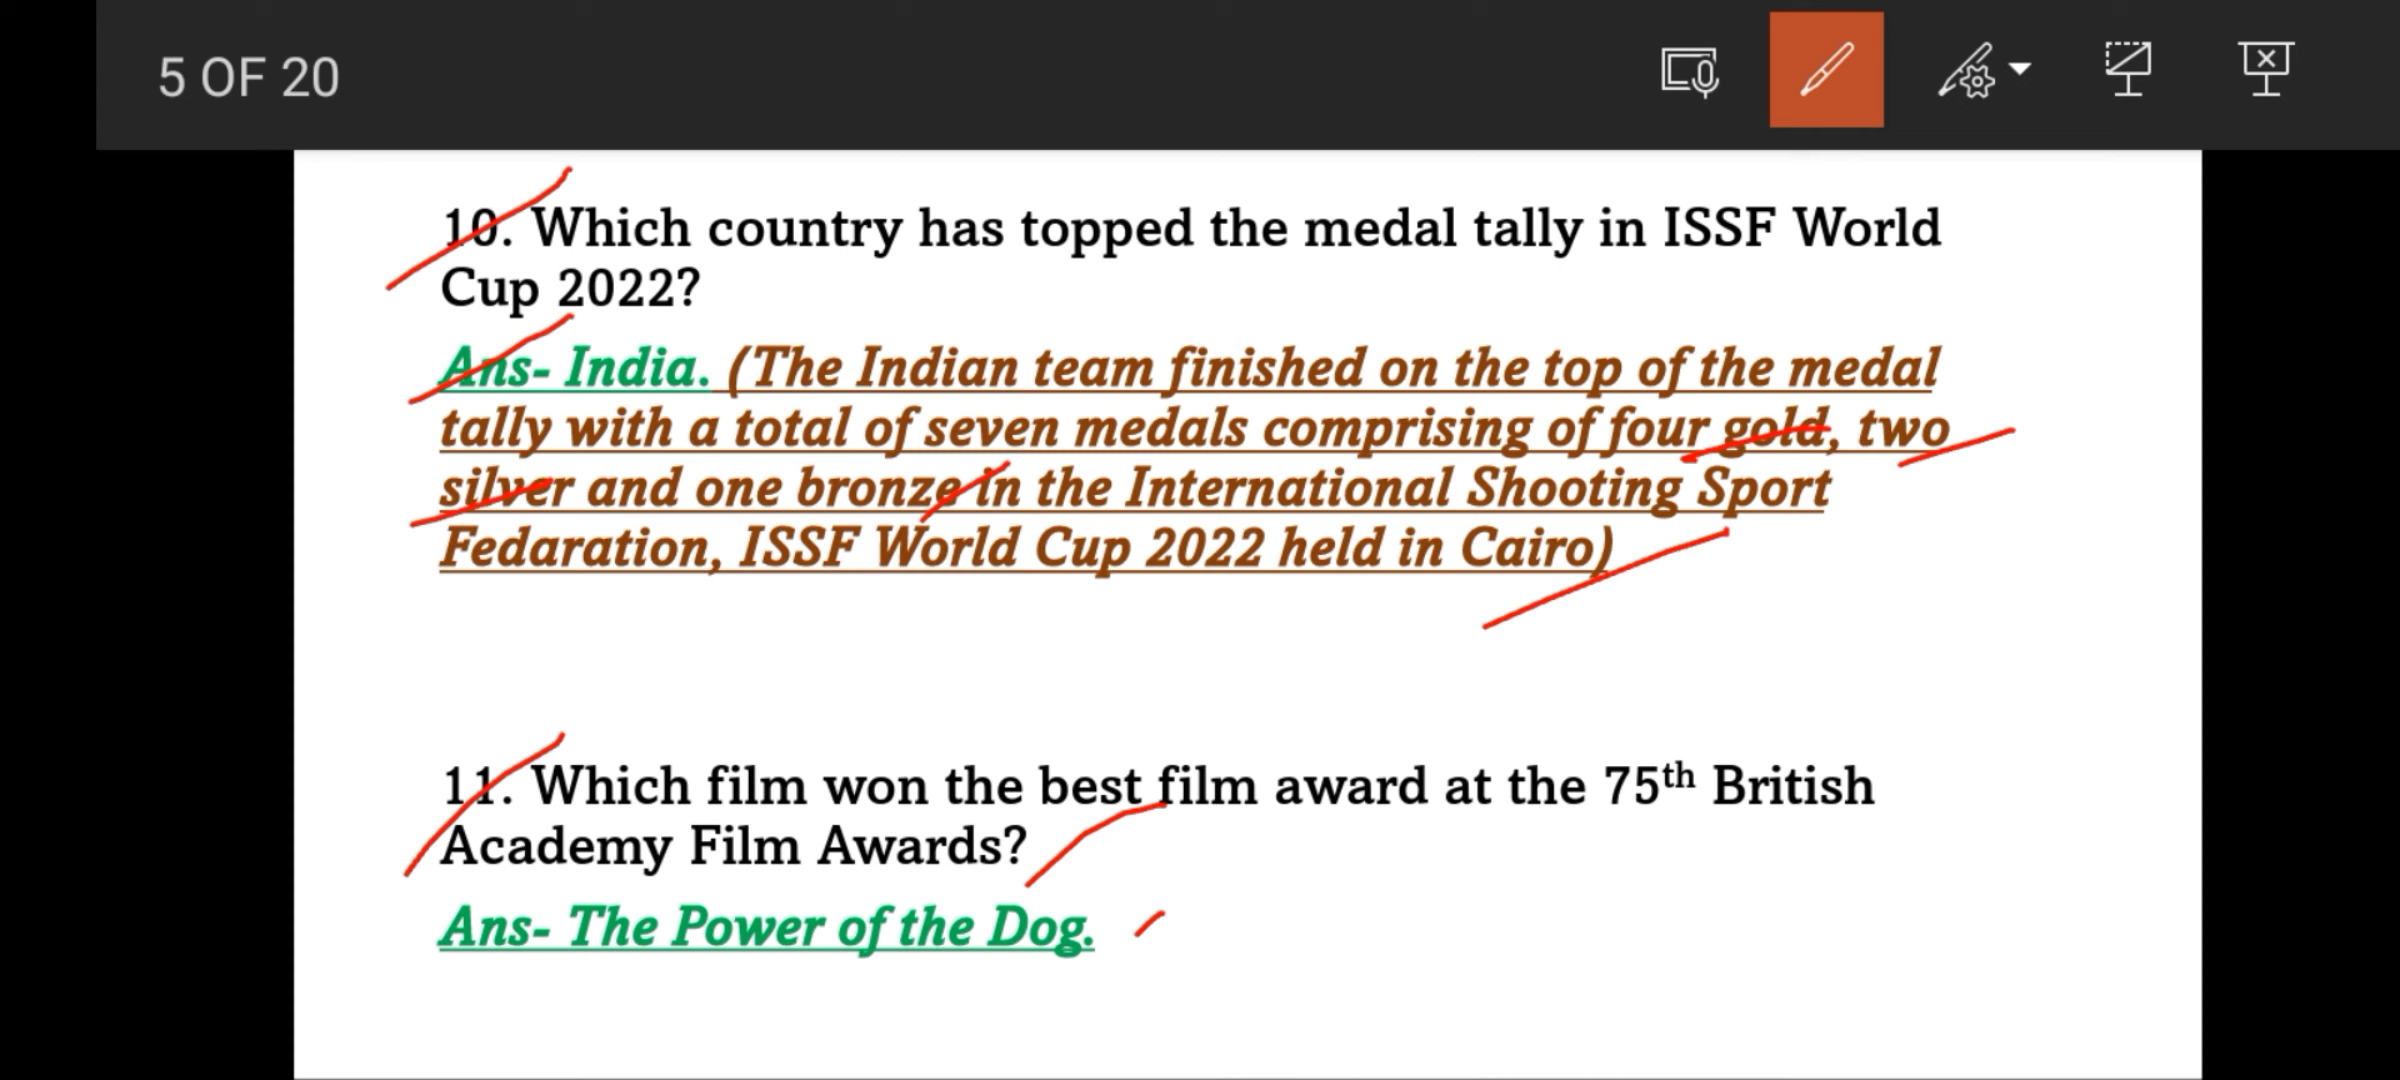 5 OF 20
10. Which country has topped the medal tally in ISSF World
Cup 2022?
Ans- India. (The Indian team finished on the top of the medal
tally with a total of seven medals comprising of four gold, two
silver and one bronze in the International Shooting Sport
Fedaration, ISSF World Cup 2022 held in Cairo)
11. Which film won the best film award at the 75th British
Academy Film Awards?
Ans- The Power of the Dog.